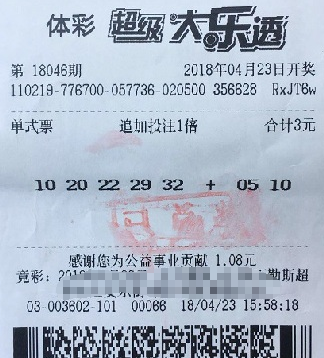 体彩 超级大乐透
第 18046期 2018年04月23日开奖
110219-776700-057736-020500 356828 RxJT6w
单式票 追加投注1倍 合计3元
10 20 22 29 32 + 05 10
感谢您为公益事业贡献 1.08元
竞彩: 勒斯超
03-003602-101 00066 18/04/23 15:58:18